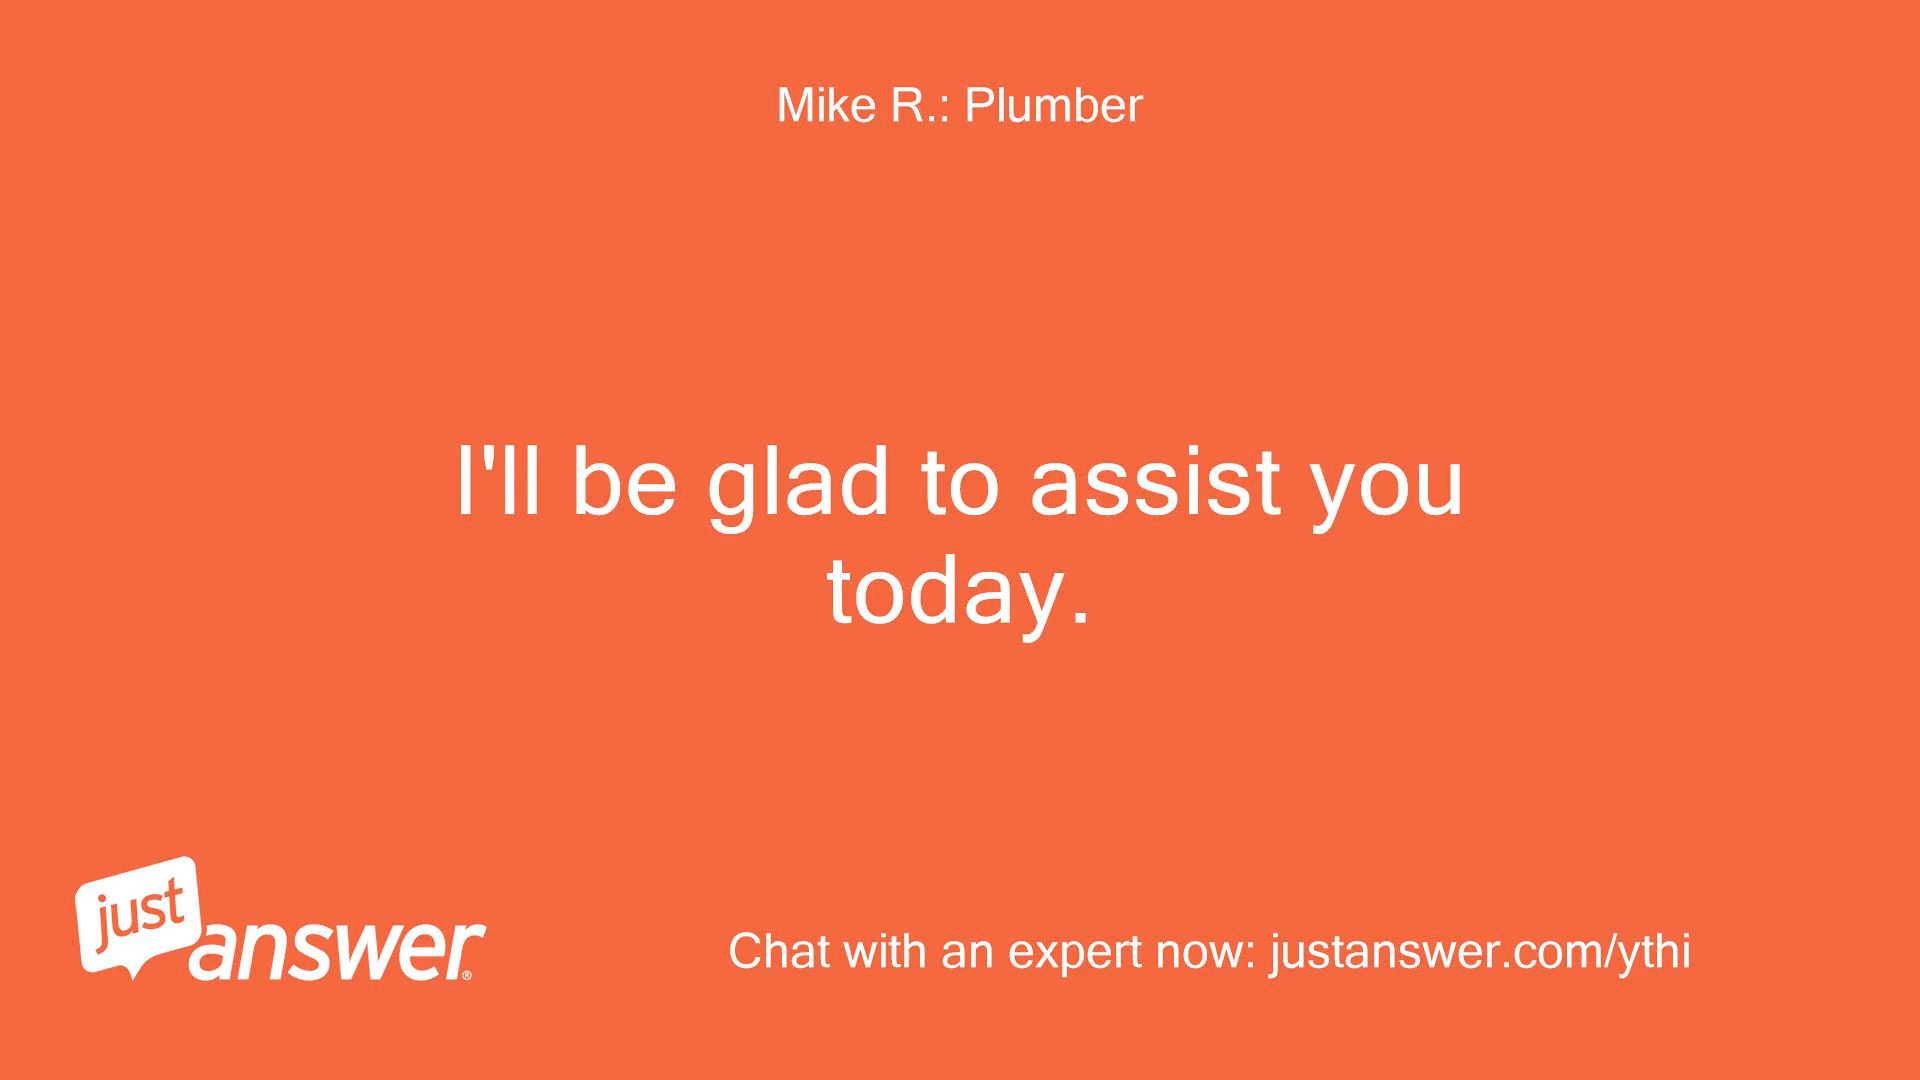 Mike R.: Plumber
I'll be glad to assist you
today.
just
answer®
Chat with an expert now: justanswer.com/ythi